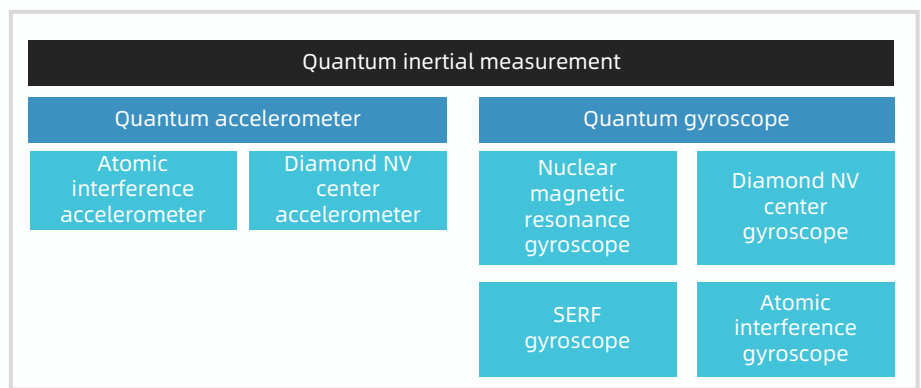 Quantum inertial measurement
Quantum accelerometer
Atomic
interference
accelerometer
Diamond NV
center
accelerometer
Quantum gyroscope
Nuclear
magnetic
resonance
gyroscope
Diamond NV
center
gyroscope
SERF
gyroscope
Atomic
interference
gyroscope